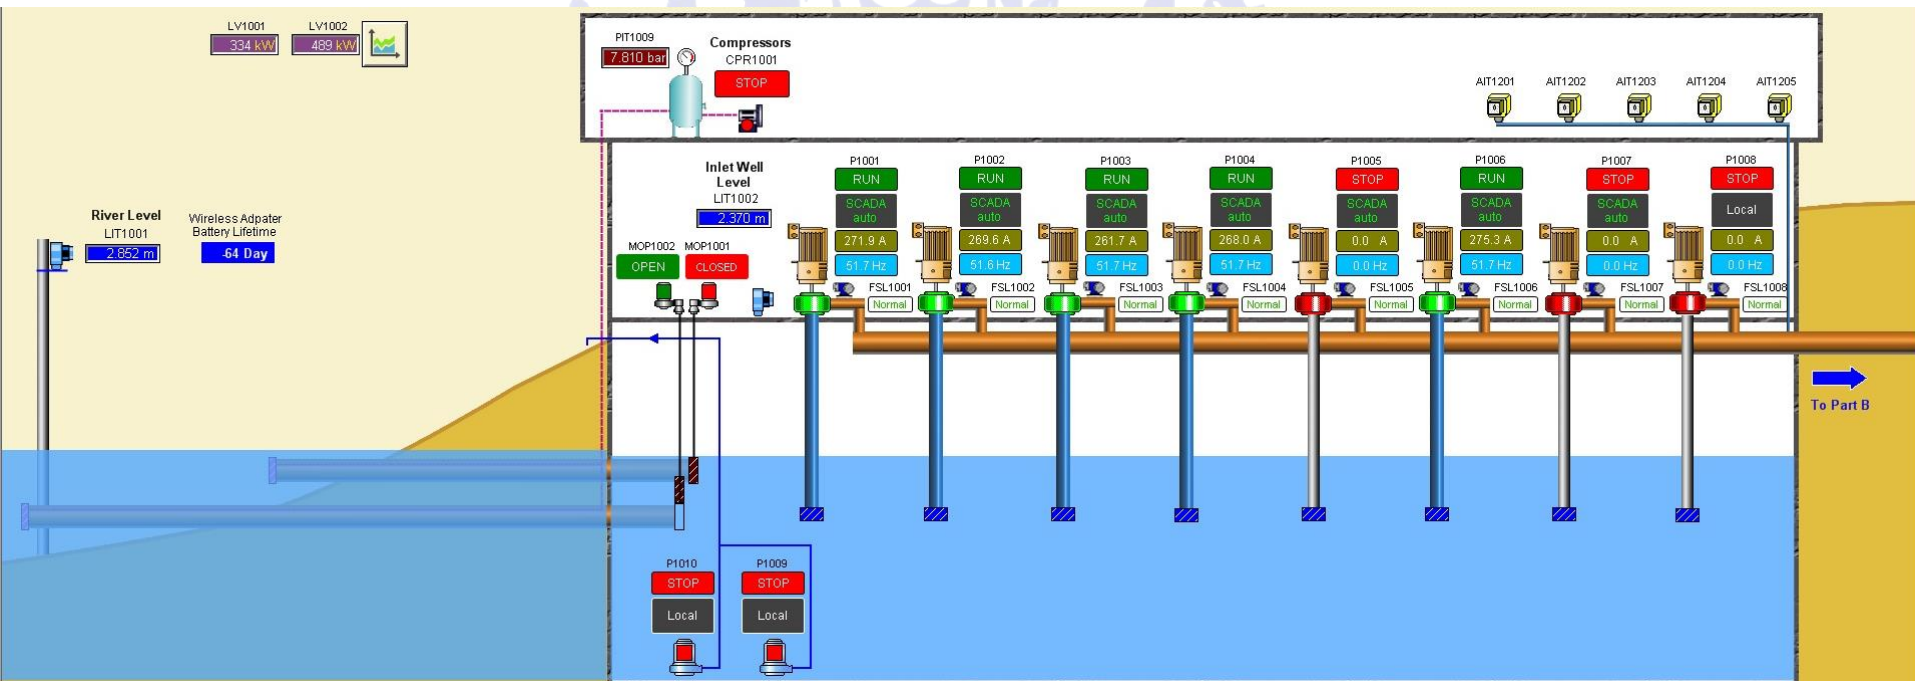 LV1001
334 kW
LV1002
489 kW
PIT1009
7.810 bar
Compressors
CPR1001
STOP
AIT1201
AIT1202
AIT1203
AIT1204
AIT1205
River Level
LIT1001
2.852 m
Wireless Adpater
Battery Lifetime
-64 Day
Inlet Well
Level
LIT1002
2.370 m
MOP1002
OPEN
MOP1001
CLOSED
P1001
RUN
SCADA
auto
271.9 A
51.7 Hz
FSL1001
Normal
P1002
RUN
SCADA
auto
269.6 A
51.6 Hz
FSL1002
Normal
P1003
RUN
SCADA
auto
261.7 A
51.7 Hz
FSL1003
Normal
P1004
RUN
SCADA
auto
268.0 A
51.7 Hz
FSL1004
Normal
P1005
STOP
SCADA
auto
0.0 A
0.0 Hz
FSL1005
Normal
P1006
RUN
SCADA
auto
275.3 A
51.7 Hz
FSL1006
Normal
P1007
STOP
SCADA
auto
0.0 A
0.0 Hz
FSL1007
Normal
P1008
STOP
Local
0.0 A
0.0 Hz
FSL1008
Normal
To Part B
P1010
STOP
Local
P1009
STOP
Local